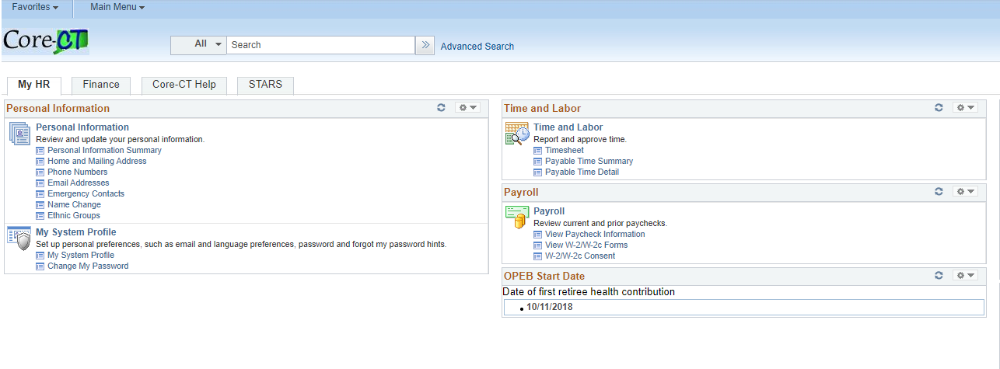 Favorites Main Menu
Core-CT
All Search Advanced Search
My HR Finance Core-CT Help STARS
Personal Information
Personal Information
Review and update your personal information.
Personal Information Summary
Home and Mailing Address
Phone Numbers
Email Addresses
Emergency Contacts
Name Change
Ethnic Groups
My System Profile
Set up personal preferences, such as email and language preferences, password and forgot my password hints.
My System Profile
Change My Password
Time and Labor
Time and Labor
Report and approve time.
Timesheet
Payable Time Summary
Payable Time Detail
Payroll
Payroll
Review current and prior paychecks.
View Paycheck Information
View W-2/W-2c Forms
W-2/W-2c Consent
OPEB Start Date
Date of first retiree health contribution
• 10/11/2018